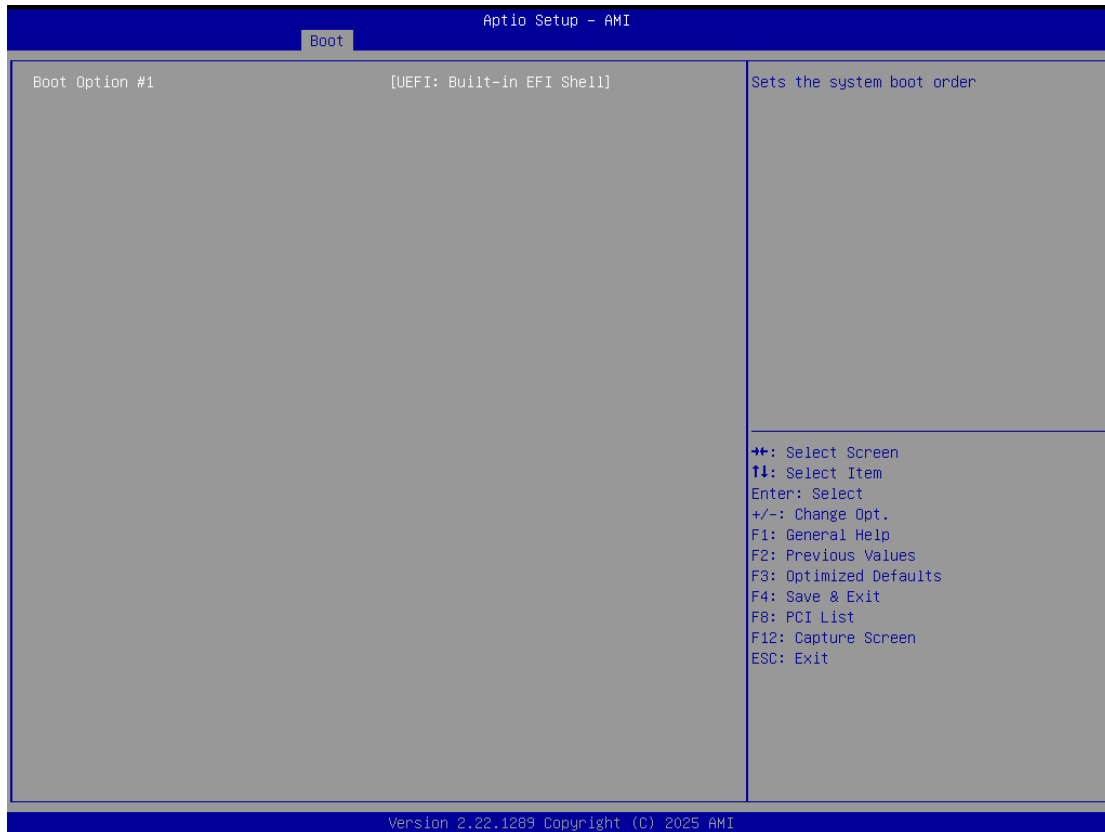 Aptio Setup – AMI
Boot
Boot Option #1 [UEFI: Built-in EFI Shell]
Sets the system boot order
→←: Select Screen
↑↓: Select Item
Enter: Select
+/-: Change Opt.
F1: General Help
F2: Previous Values
F3: Optimized Defaults
F4: Save & Exit
F8: PCI List
F12: Capture Screen
ESC: Exit
Version 2.22.1289 Copyright (C) 2025 AMI